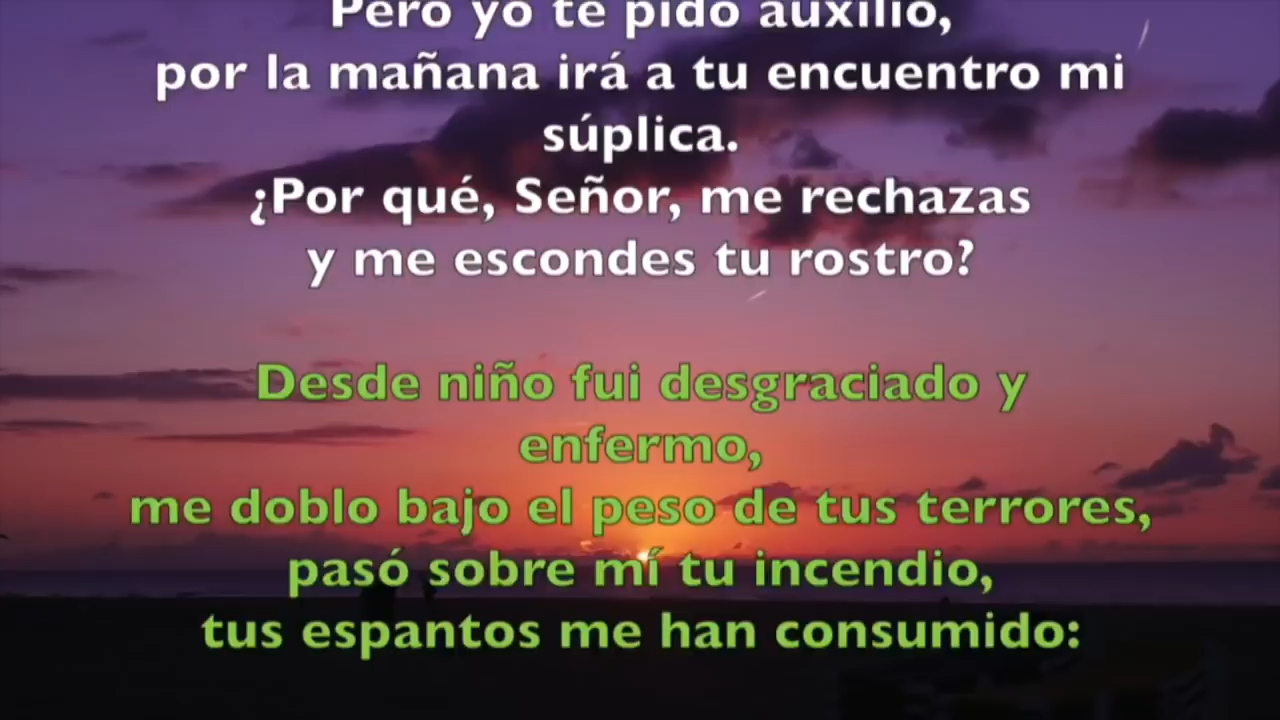 Pero yo te pido auxilio,
por la mañana irá a tu encuentro mi
súplica.
¿Por qué, Señor, me rechazas
y me escondes tu rostro?
Desde niño fui desgraciado y
enfermo,
me doblo bajo el peso de tus terrores,
pasó sobre mí tu incendio,
tus espantos me han consumido: